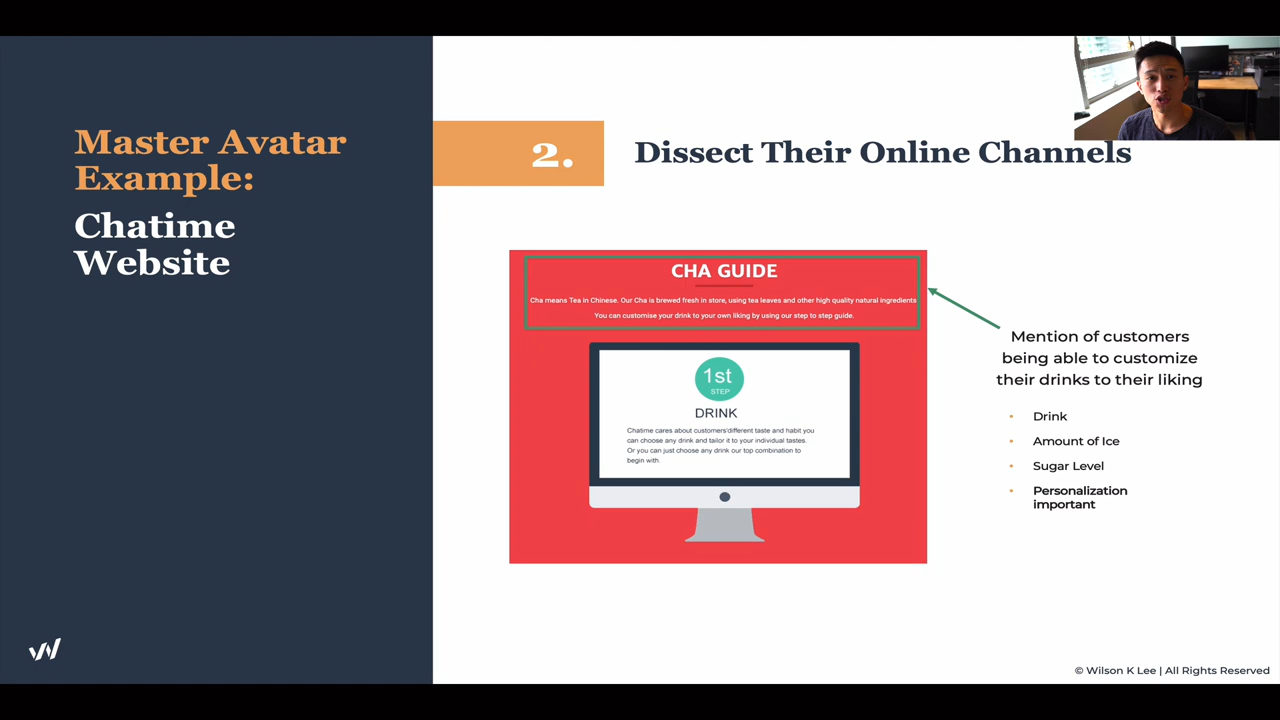 Master Avatar
Example:
Chatime
Website
2.
Dissect Their Online Channels
CHA GUIDE
Cha means Tea in Chinese. Our Cha is brewed fresh in store, using tea leaves and other high quality natural ingredients
You can customise your drink to your own liking by using our step to step guide.
1st
STEP
DRINK
Chatime cares about customers'different taste and habit you
can choose any drink and tailor it to your individual tastes.
Or you can just choose any drink our top combination to
begin with.
Mention of customers
being able to customize
their drinks to their liking
• Drink
• Amount of Ice
• Sugar Level
• Personalization
important
© Wilson K Lee | All Rights Reserved